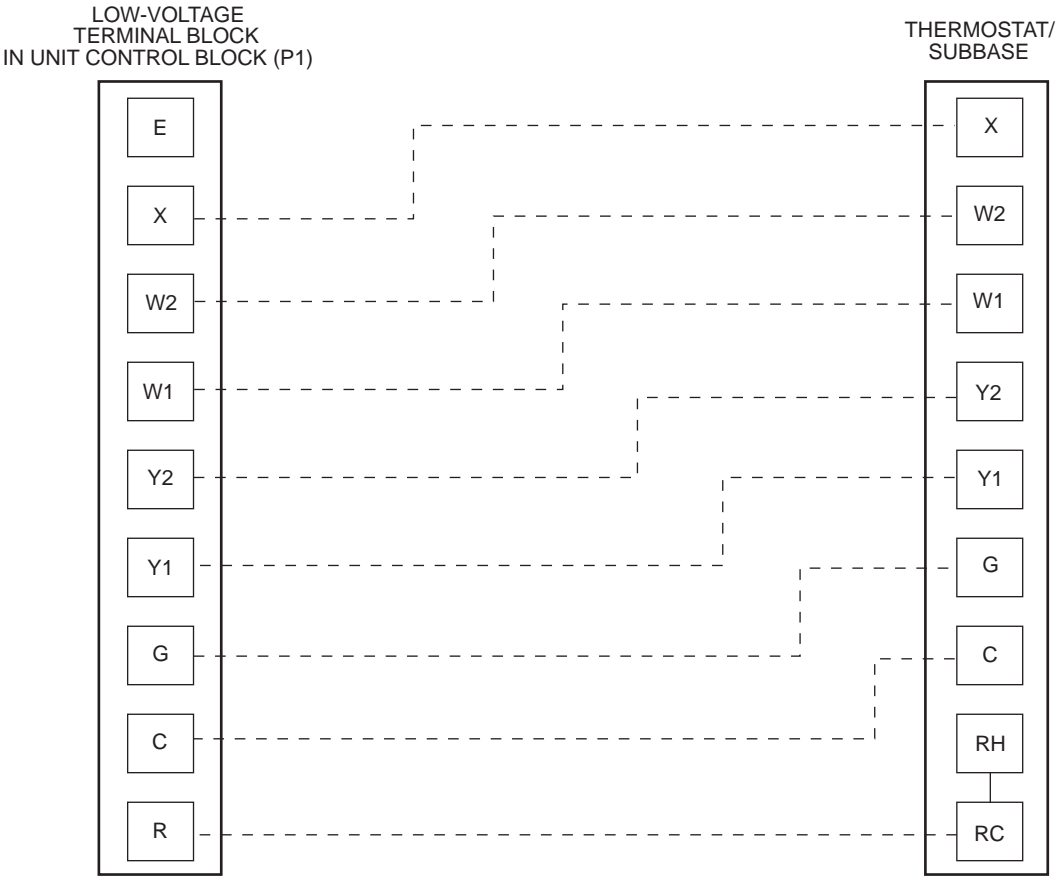 LOW-VOLTAGE
TERMINAL BLOCK
IN UNIT CONTROL BLOCK (P1)
E
X
W2
W1
Y2
Y1
G
C
R
THERMOSTAT/
SUBBASE
X
W2
W1
Y2
Y1
G
C
RH
RC